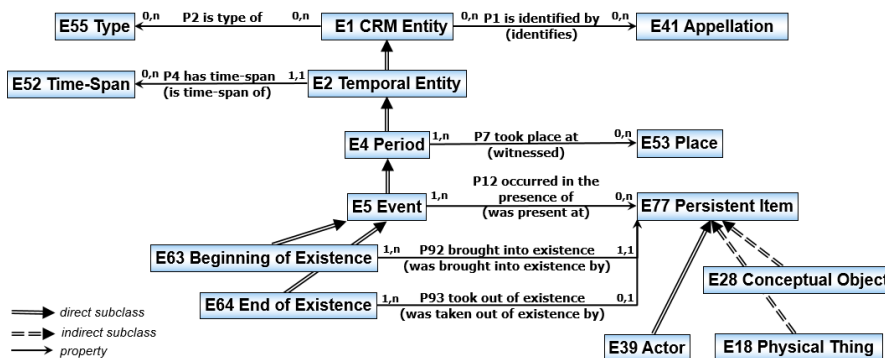 E55 Type 0,n P2 is type of 0,n E1 CRM Entity 0,n P1 is identified by 0,n E41 Appellation
(identifies)
E52 Time-Span 0,n P4 has time-span 1,1 E2 Temporal Entity
(is time-span of)
E4 Period 1,n P7 took place at 0,n E53 Place
(witnessed)
P12 occurred in the
E5 Event 1,n presence of 0,n E77 Persistent Item
(was present at)
E63 Beginning of Existence 1,n P92 brought into existence 1,1
(was brought into existence by)
E28 Conceptual Object
E64 End of Existence 1,n P93 took out of existence 0,1
(was taken out of existence by)
direct subclass
indirect subclass
property
E39 Actor E18 Physical Thing